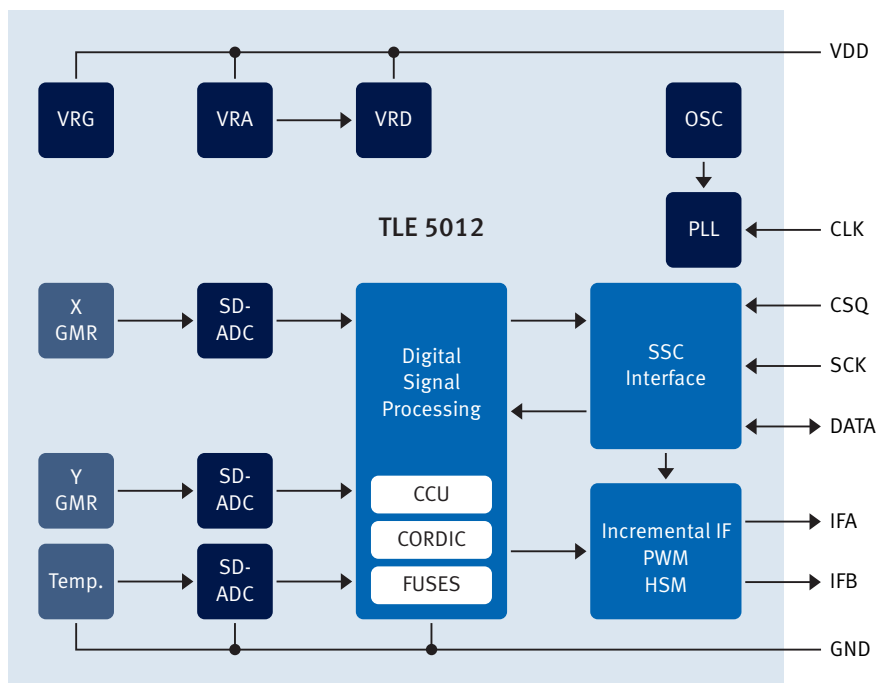 VDD
VRG
VRA
VRD
OSC
TLE 5012
PLL
CLK
X
GMR
SD-
ADC
Digital
Signal
Processing
SSC
Interface
CSQ
SCK
DATA
Y
GMR
SD-
ADC
CCU
CORDIC
FUSES
Temp.
SD-
ADC
Incremental IF
PWM
HSM
IFA
IFB
GND